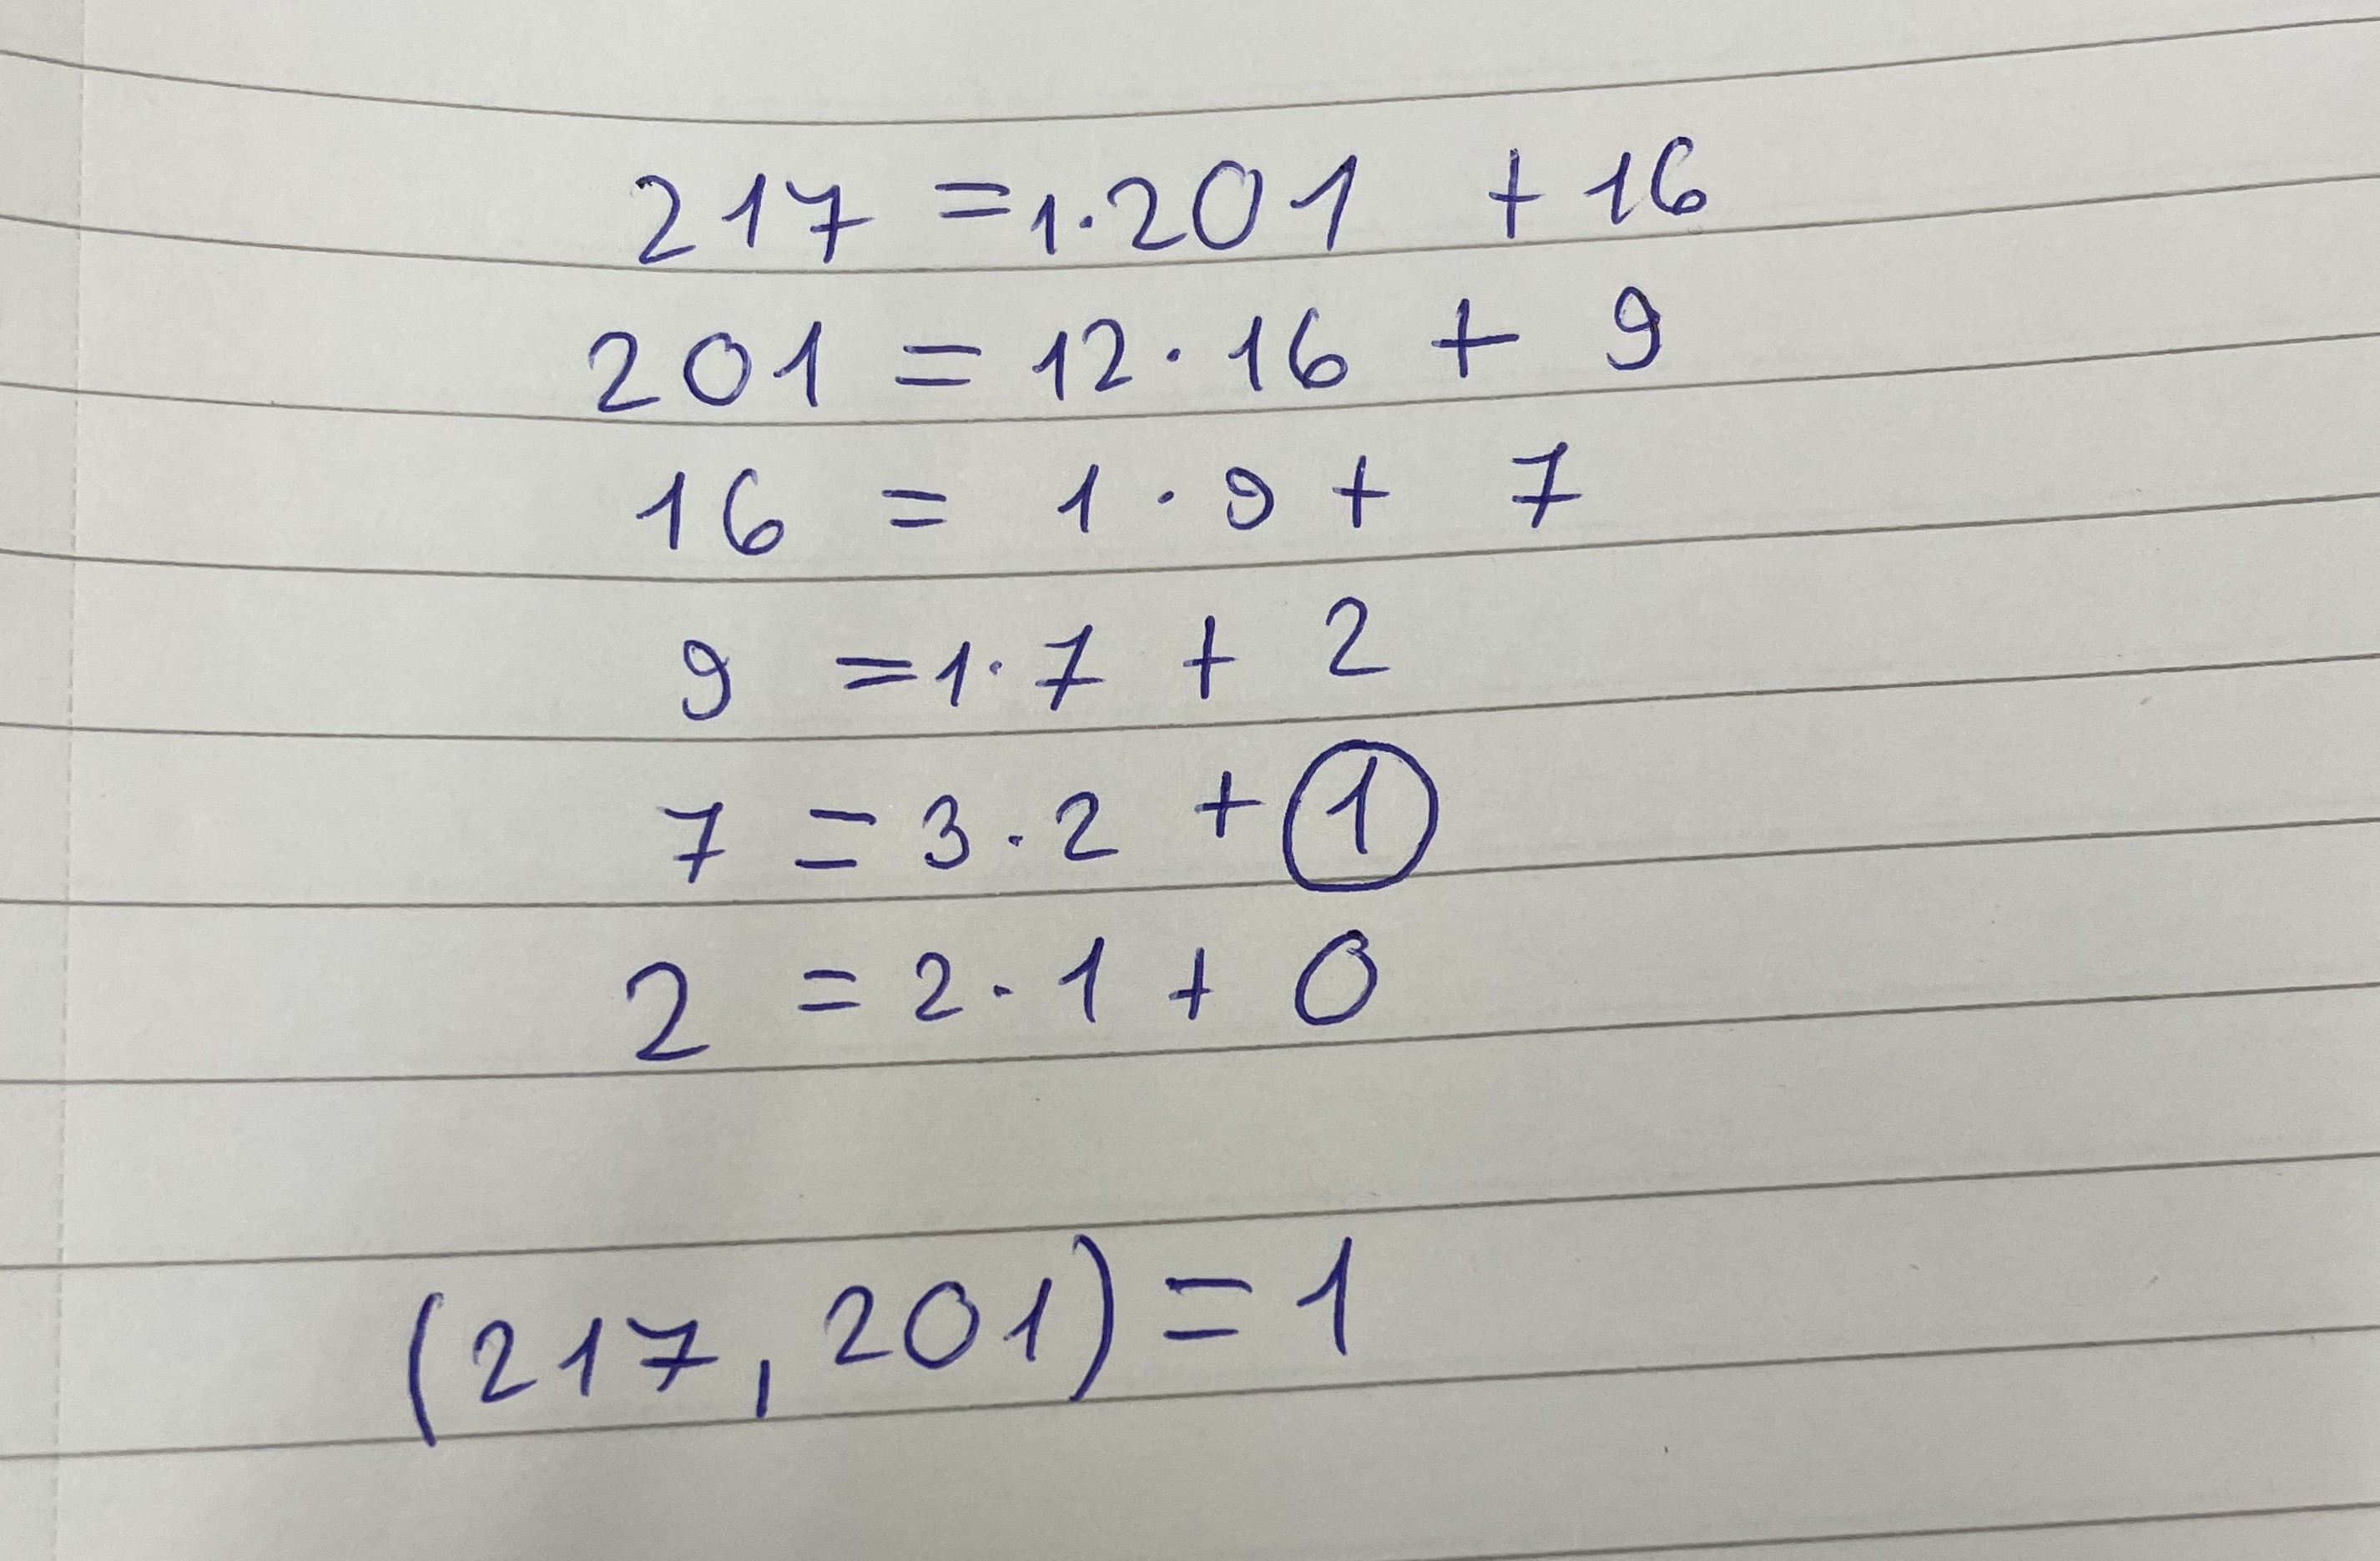 217 = 1·201 + 16
201 = 12·16 + 9
16 = 1·9 + 7
9 = 1·7 + 2
7 = 3·2 + 1
2 = 2·1 + 0
(217, 201) = 1